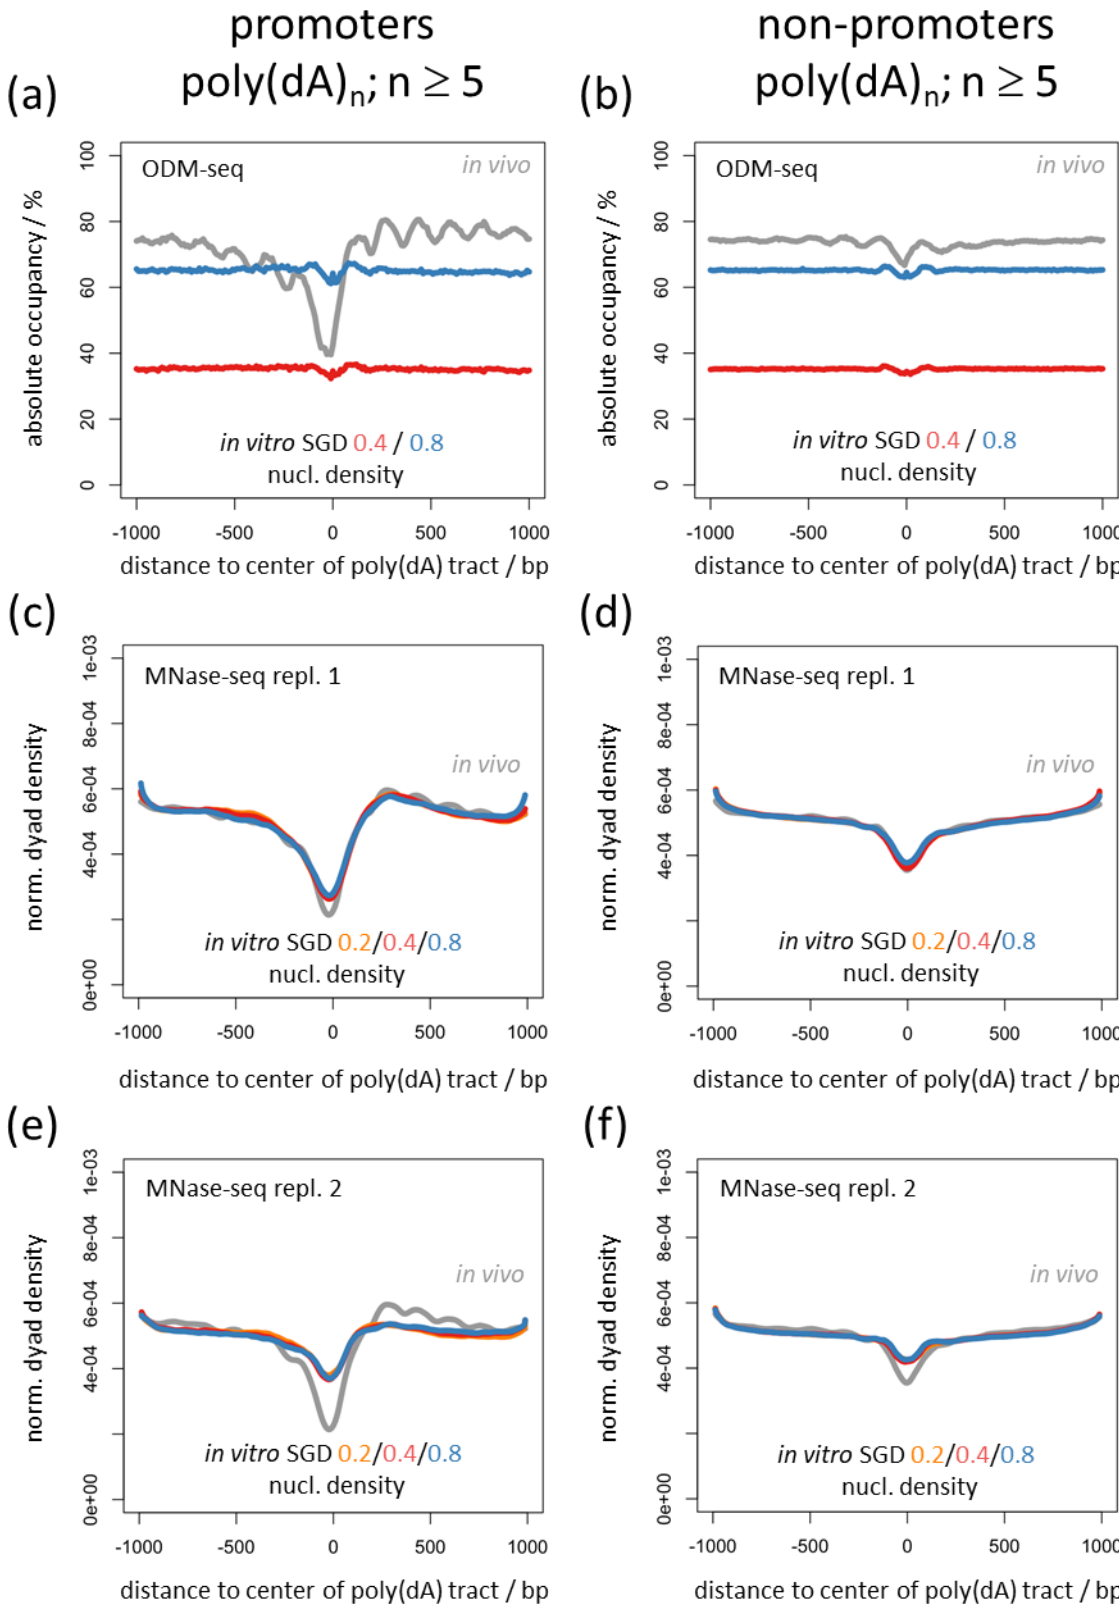 promoters
poly(dA)n; n ≥ 5
non-promoters
poly(dA)n; n ≥ 5
(a)
absolute occupancy / %
100
80
60
40
20
0
ODM-seq
in vivo
in vitro SGD 0.4 / 0.8
nucl. density
-1000 -500 0 500 1000
distance to center of poly(dA) tract / bp
(b)
absolute occupancy / %
100
80
60
40
20
0
ODM-seq
in vivo
in vitro SGD 0.4 / 0.8
nucl. density
-1000 -500 0 500 1000
distance to center of poly(dA) tract / bp
(c)
norm. dyad density
1e-03
8e-04
6e-04
4e-04
0e+00
MNase-seq repl. 1
in vivo
in vitro SGD 0.2/0.4/0.8
nucl. density
-1000 -500 0 500 1000
distance to center of poly(dA) tract / bp
(d)
norm. dyad density
1e-03
8e-04
6e-04
4e-04
0e+00
MNase-seq repl. 1
in vivo
in vitro SGD 0.2/0.4/0.8
nucl. density
-1000 -500 0 500 1000
distance to center of poly(dA) tract / bp
(e)
norm. dyad density
1e-03
8e-04
6e-04
4e-04
0e+00
MNase-seq repl. 2
in vivo
in vitro SGD 0.2/0.4/0.8
nucl. density
-1000 -500 0 500 1000
distance to center of poly(dA) tract / bp
(f)
norm. dyad density
1e-03
8e-04
6e-04
4e-04
0e+00
MNase-seq repl. 2
in vivo
in vitro SGD 0.2/0.4/0.8
nucl. density
-1000 -500 0 500 1000
distance to center of poly(dA) tract / bp